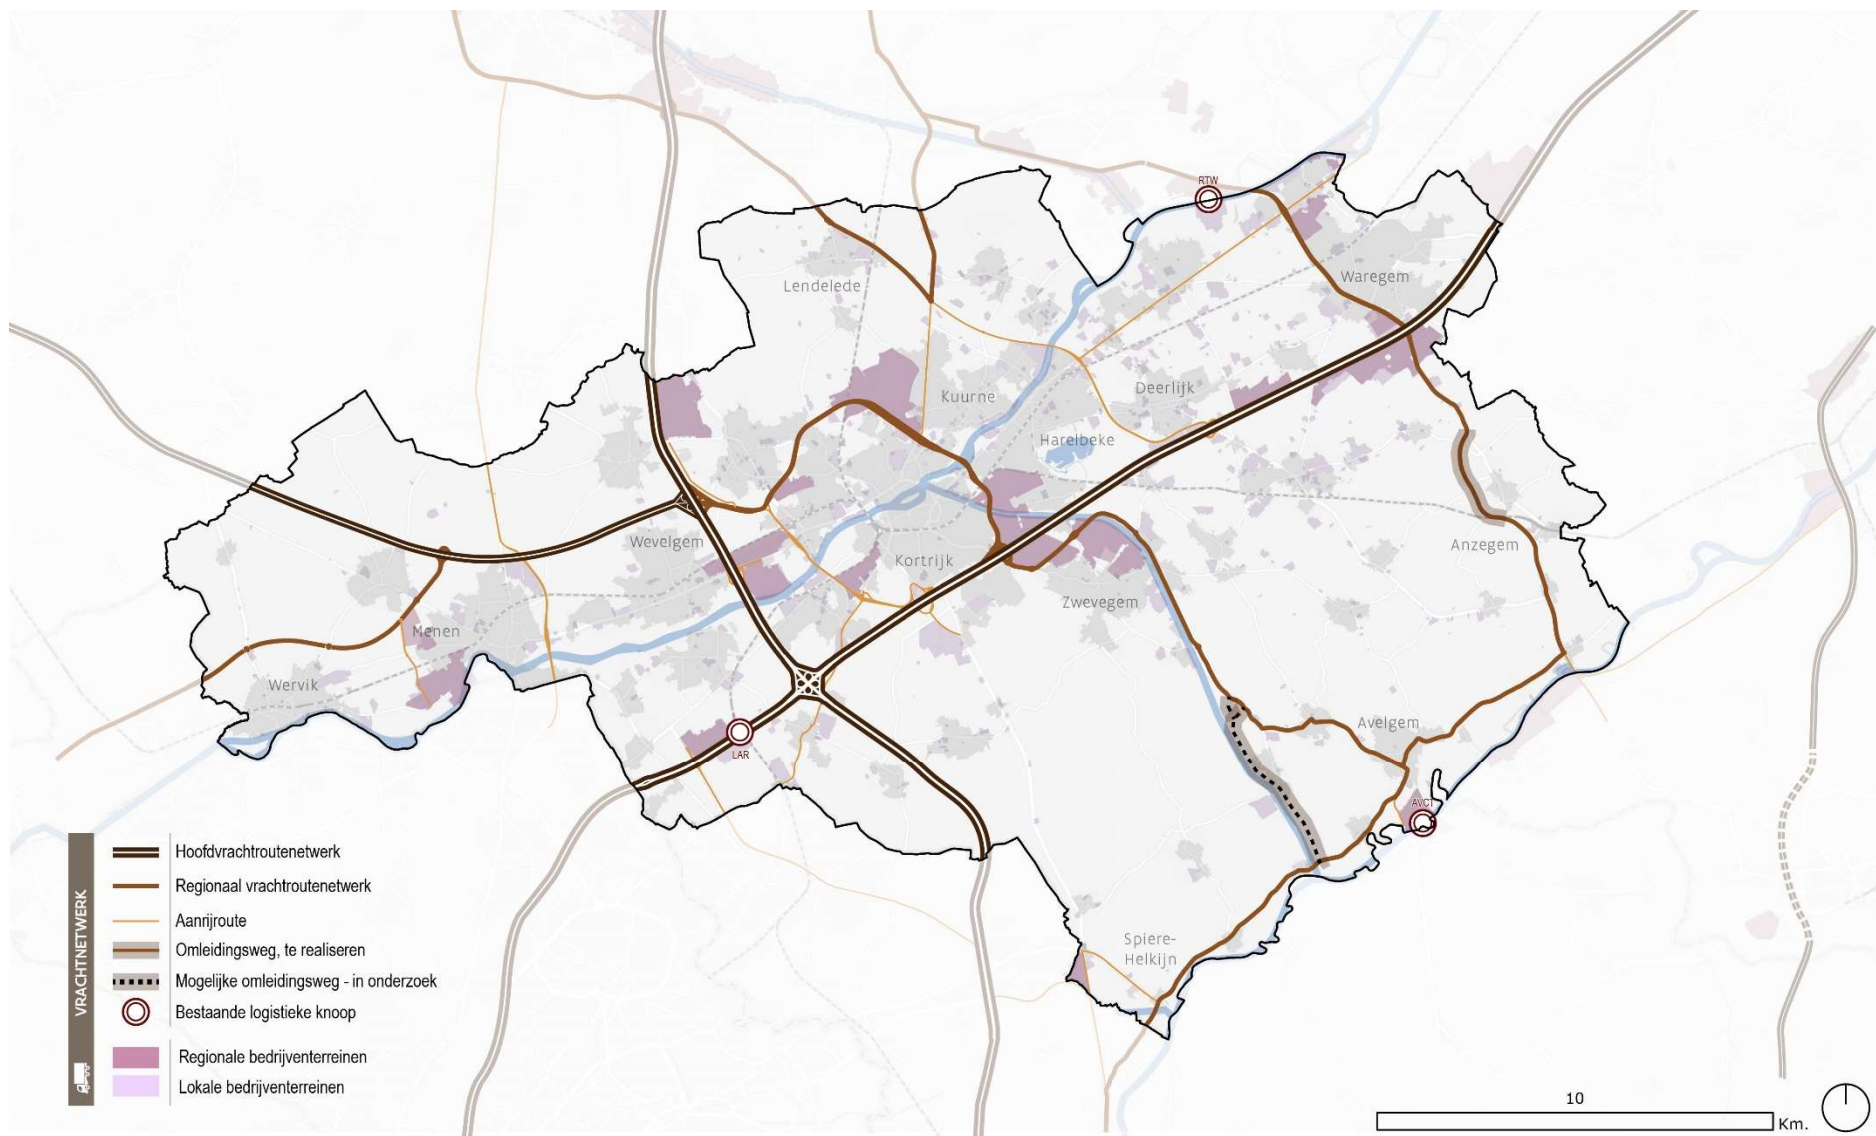 RTW
Waregem
Lendelede
Deerlijk
Kuurne
Harelbeke
Wevelgem
Anzegem
Kortrijk
Zwevegem
Menen
Wervik
Avelgem
LAR
AVCT
Spiere-
Helkijn
VRACHTNETWERK
Hoofdvrachtroutenetwerk
Regionaal vrachtroutenetwerk
Aanrijroute
Omleidingsweg, te realiseren
Mogelijke omleidingsweg - in onderzoek
Bestaande logistieke knoop
Regionale bedrijventerreinen
Lokale bedrijventerreinen
10
Km.